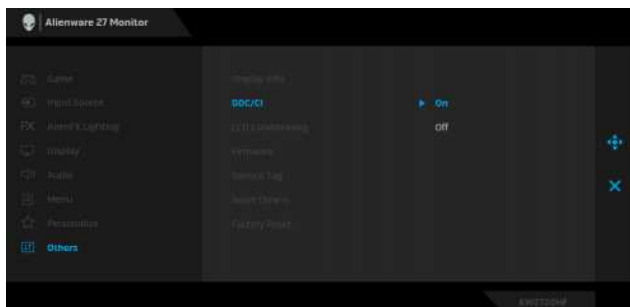 Alienware 27 Monitor
Game
Display Info
Input Source
DDC/CI
On
AlienFX Lighting
LCD Conditioning
Off
Display
Firmware
Audio
Service Tag
Menu
Reset Others
Personalize
Factory Reset
Others
AW2720HF